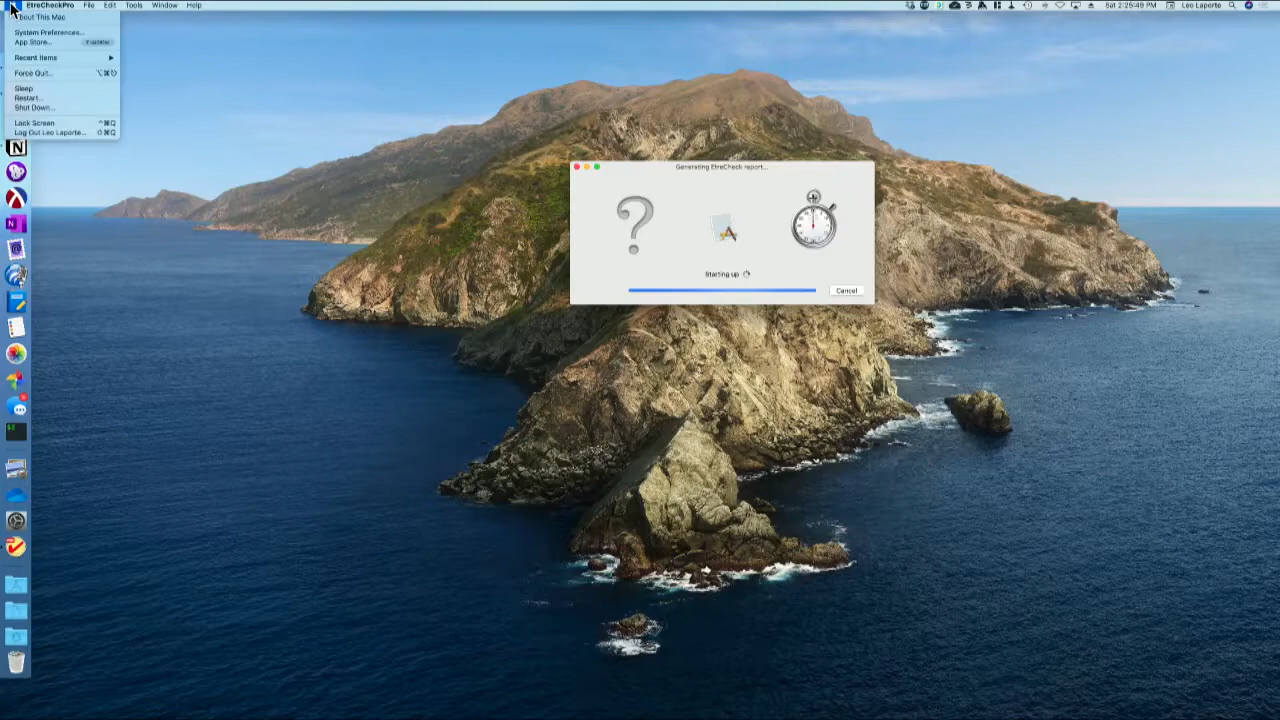 EtreCheckPro File Edit Tools Window Help
Sat 2:25:49 PM Leo Laporte
About This Mac
System Preferences...
App Store...
Recent Items
Force Quit...
Sleep
Restart...
Shut Down...
Lock Screen ^⌘Q
Log Out Leo Laporte... ⇧⌘Q
Generating EtreCheck report...
Starting up
Cancel